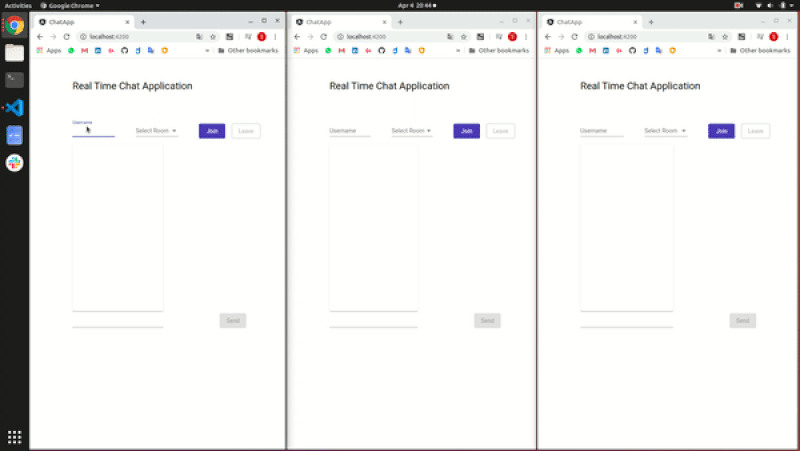 Activities Google Chrome Apr 4 20:44
ChatApp ChatApp ChatApp
localhost:4200 localhost:4200 localhost:4200
Apps » Other bookmarks Apps » Other bookmarks Apps » Other bookmarks
Real Time Chat Application Real Time Chat Application Real Time Chat Application
Username
Select Room Join Leave Username Select Room Join Leave Username Select Room Join Leave
Send Send Send